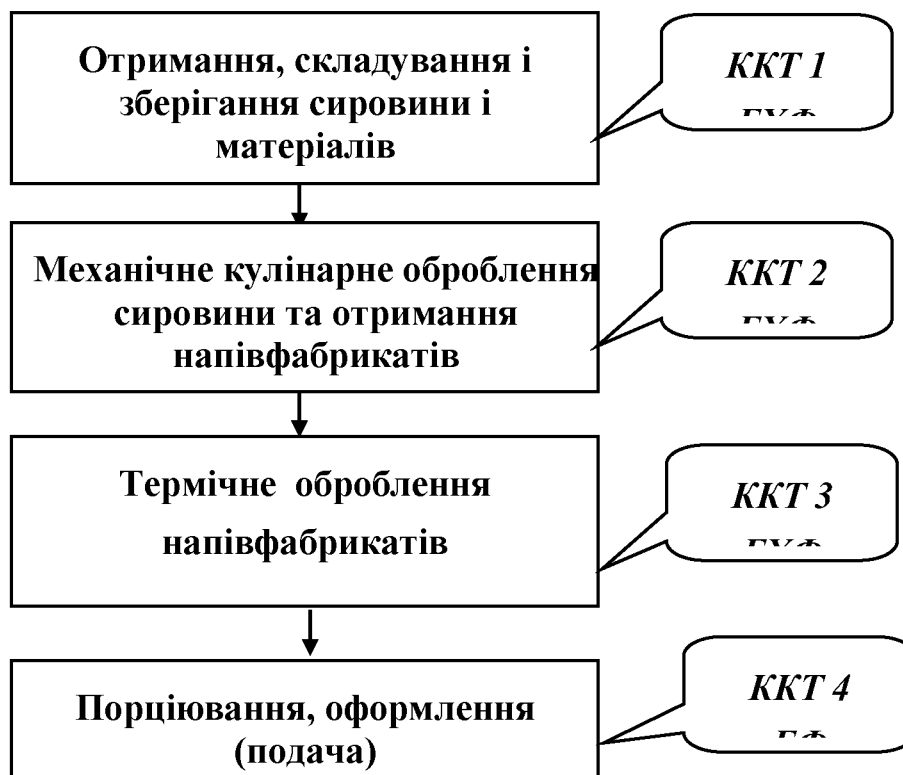 Отримання, складування і
зберігання сировини і
матеріалів
ККТ 1
Механічне кулінарне оброблення
сировини та отримання
напівфабрикатів
ККТ 2
Термічне оброблення
напівфабрикатів
ККТ 3
Порціювання, оформлення
(подача)
ККТ 4